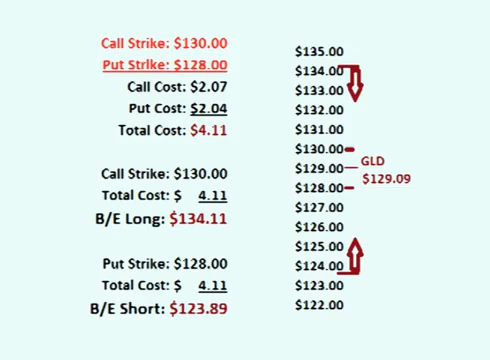 Call Strike: $130.00
Put Strike: $128.00
Call Cost: $2.07
Put Cost: $2.04
Total Cost: $4.11
Call Strike: $130.00
Total Cost: $ 4.11
B/E Long: $134.11
Put Strike: $128.00
Total Cost: $ 4.11
B/E Short: $123.89
$135.00
$134.00
$133.00
$132.00
$131.00
$130.00
$129.00
$128.00
$127.00
$126.00
$125.00
$124.00
$123.00
$122.00
GLD
$129.09